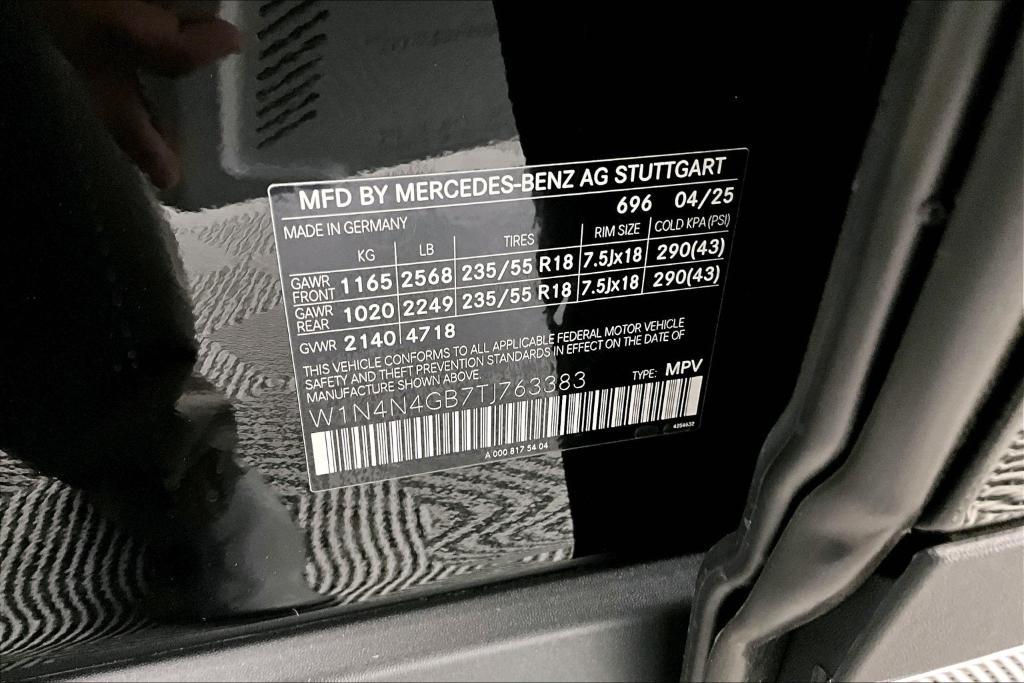 MFD BY MERCEDES-BENZ AG STUTTGART
696 04/25
MADE IN GERMANY
KG LB TIRES RIM SIZE COLD KPA (PSI)
GAWR FRONT 1165 2568 235/55 R18 7.5Jx18 290(43)
GAWR REAR 1020 2249 235/55 R18 7.5Jx18 290(43)
GVWR 2140 4718
THIS VEHICLE CONFORMS TO ALL APPLICABLE FEDERAL MOTOR VEHICLE
SAFETY AND THEFT PREVENTION STANDARDS IN EFFECT ON THE DATE OF
MANUFACTURE SHOWN ABOVE.
TYPE: MPV
W1N4N4GB7TJ763383
A 000 817 54 04
4354632